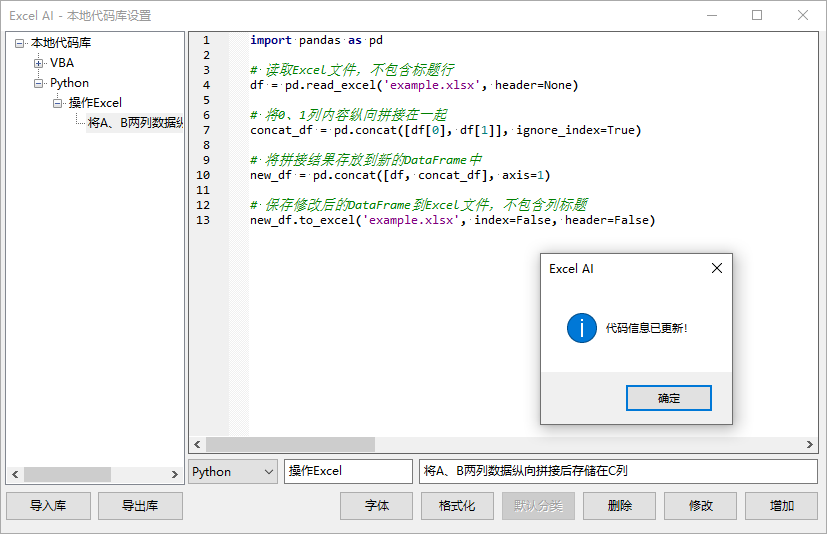 Excel AI - 本地代码库设置
本地代码库
VBA
Python
操作Excel
将A、B两列数据纵
1 import pandas as pd
2
3 # 读取Excel文件，不包含标题行
4 df = pd.read_excel('example.xlsx', header=None)
5
6 # 将0、1列内容纵向拼接在一起
7 concat_df = pd.concat([df[0], df[1]], ignore_index=True)
8
9 # 将拼接结果存放到新的DataFrame中
10 new_df = pd.concat([df, concat_df], axis=1)
11
12 # 保存修改后的DataFrame到Excel文件，不包含列标题
13 new_df.to_excel('example.xlsx', index=False, header=False)
Excel AI
代码信息已更新!
确定
Python 操作Excel 将A、B两列数据纵向拼接后存储在C列
导入库 导出库 字体 格式化 默认分类 删除 修改 增加